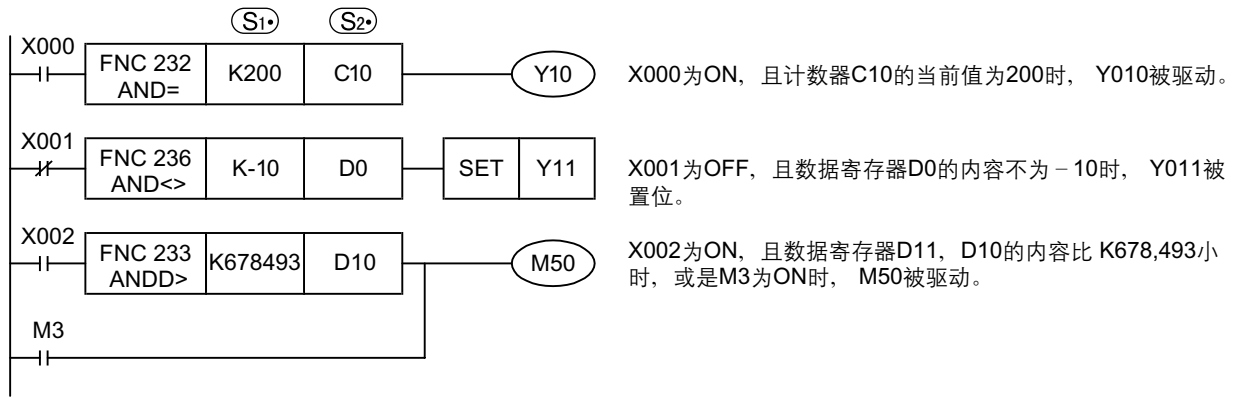 S1• S2•
X000
FNC 232 K200 C10 Y10 X000为ON，且计数器C10的当前值为200时， Y010被驱动。
AND=
X001
FNC 236 K-10 D0 SET Y11 X001为OFF，且数据寄存器D0的内容不为－10时， Y011被
AND<> 置位。
X002
FNC 233 K678493 D10 M50 X002为ON，且数据寄存器D11，D10的内容比 K678,493小
ANDD> 时，或是M3为ON时， M50被驱动。
M3